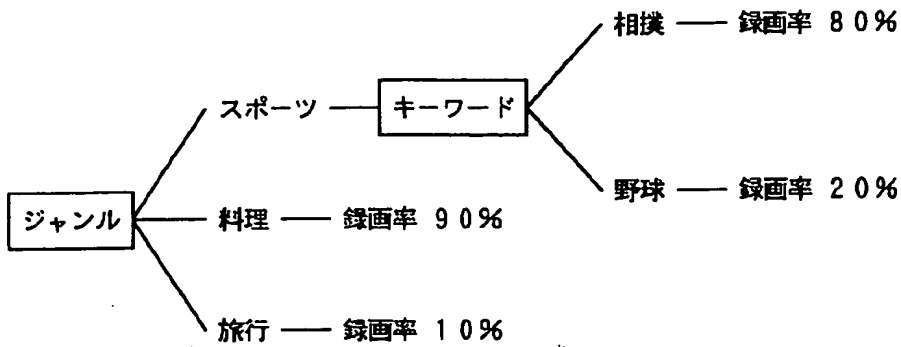 相撲 録画率 80%
スポーツ キーワード
野球 録画率 20%
ジャンル 料理 録画率 90%
旅行 録画率 10%